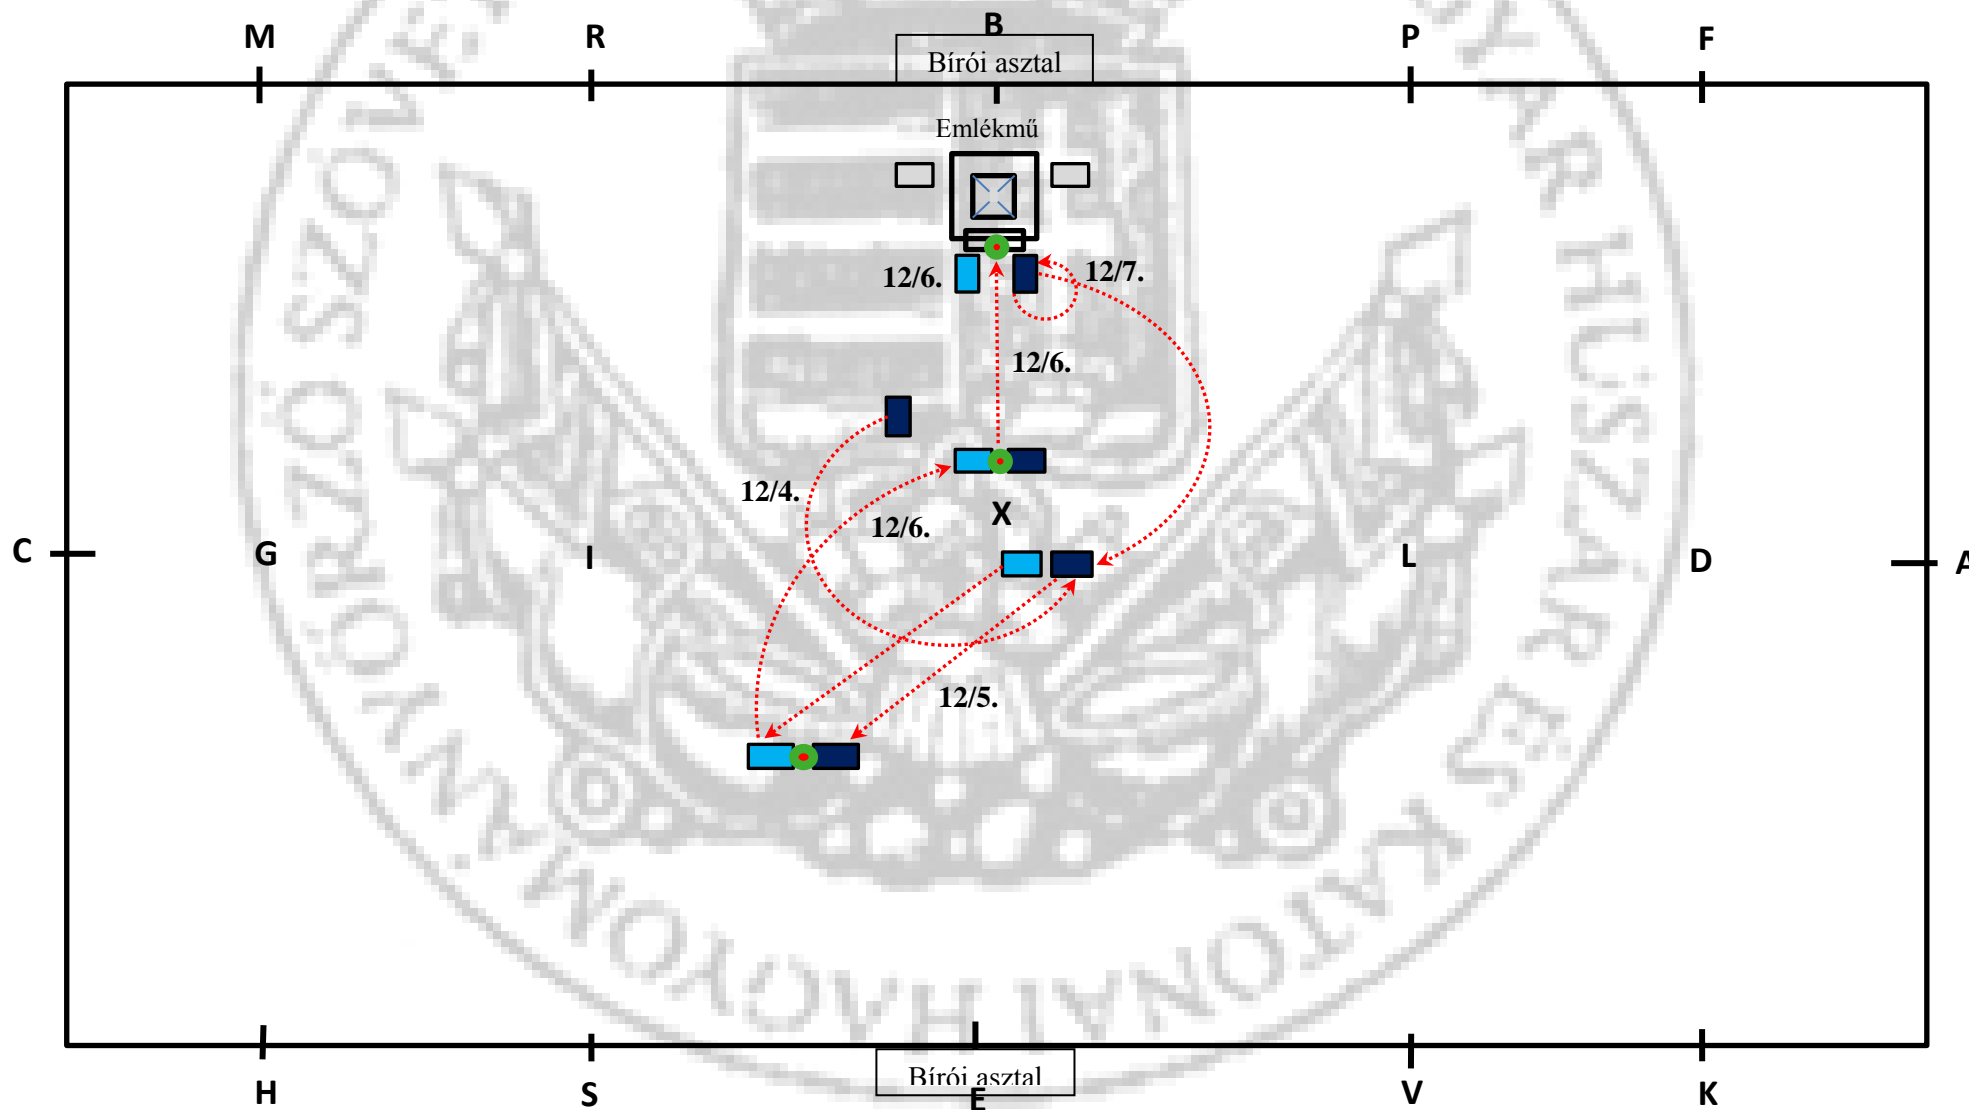 M R B P F
Bírói asztal
Emlékmű
12/6. 12/7.
12/6.
12/4.
12/6.
X
C G I L D A
12/5.
Bírói asztal
H S E V K